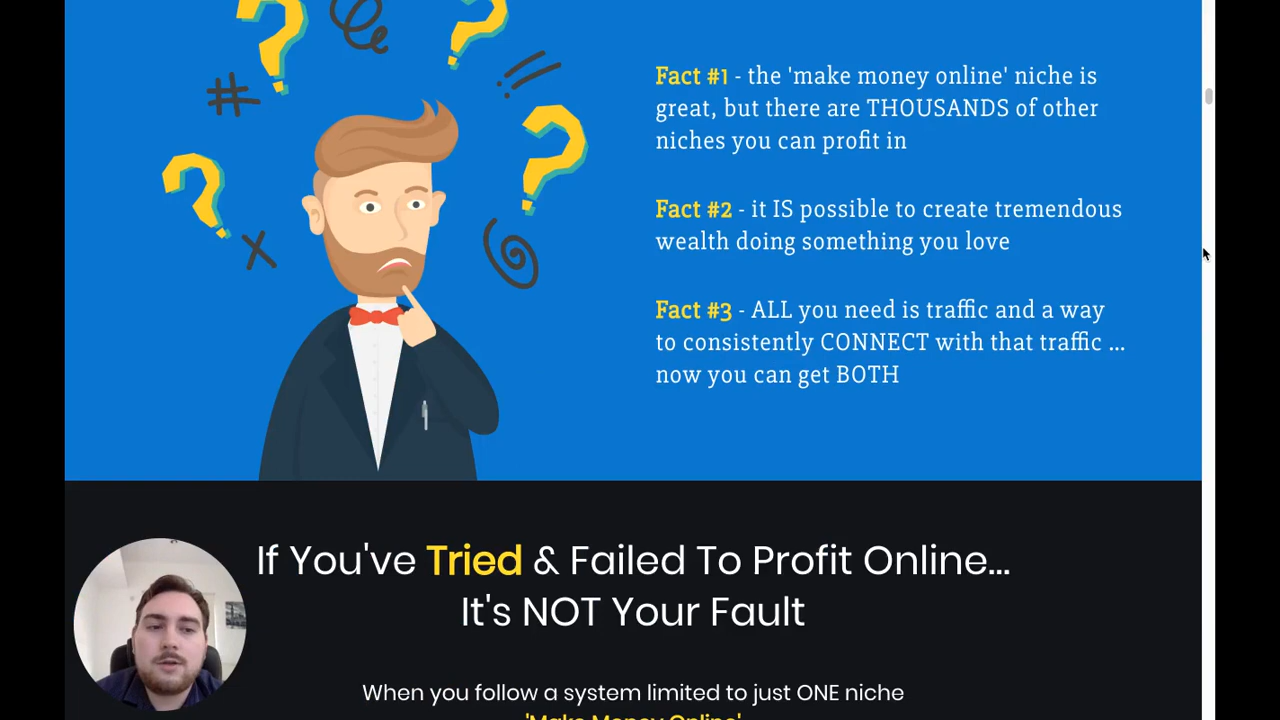 Fact #1 - the 'make money online' niche is
great, but there are THOUSANDS of other
niches you can profit in
Fact #2 - it IS possible to create tremendous
wealth doing something you love
Fact #3 - ALL you need is traffic and a way
to consistently CONNECT with that traffic ...
now you can get BOTH
If You've Tried & Failed To Profit Online...
It's NOT Your Fault
When you follow a system limited to just ONE niche
'Make Money Online'